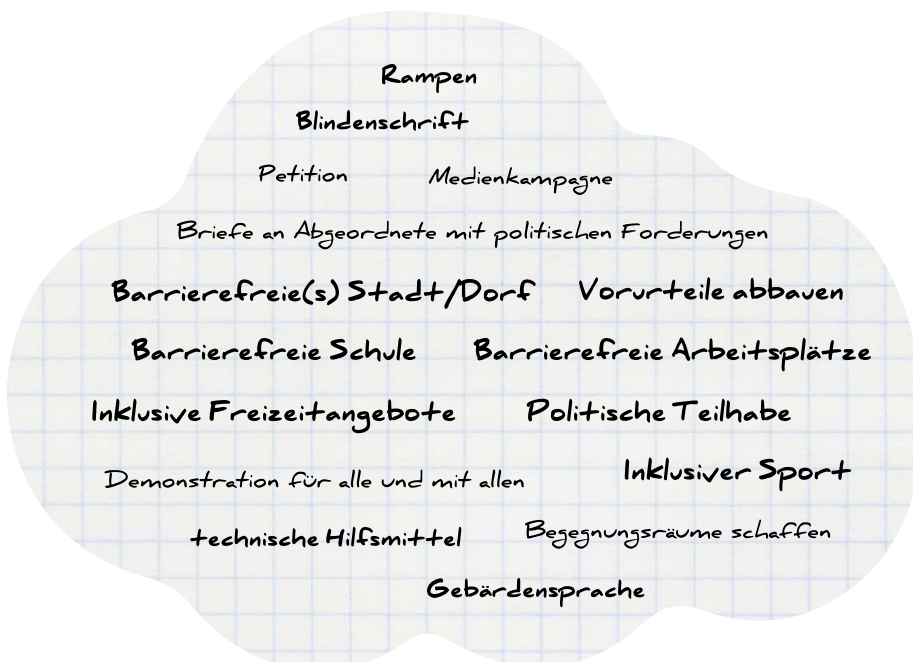 Rampen
Blindenschrift
Petition Medienkampagne
Briefe an Abgeordnete mit politischen Forderungen
Barrierefreie(s) Stadt/Dorf Vorurteile abbauen
Barrierefreie Schule Barrierefreie Arbeitsplätze
Inklusive Freizeitangebote Politische Teilhabe
Inklusiver Sport
Demonstration für alle und mit allen
Begegnungsräume schaffen
technische Hilfsmittel
Gebärdensprache